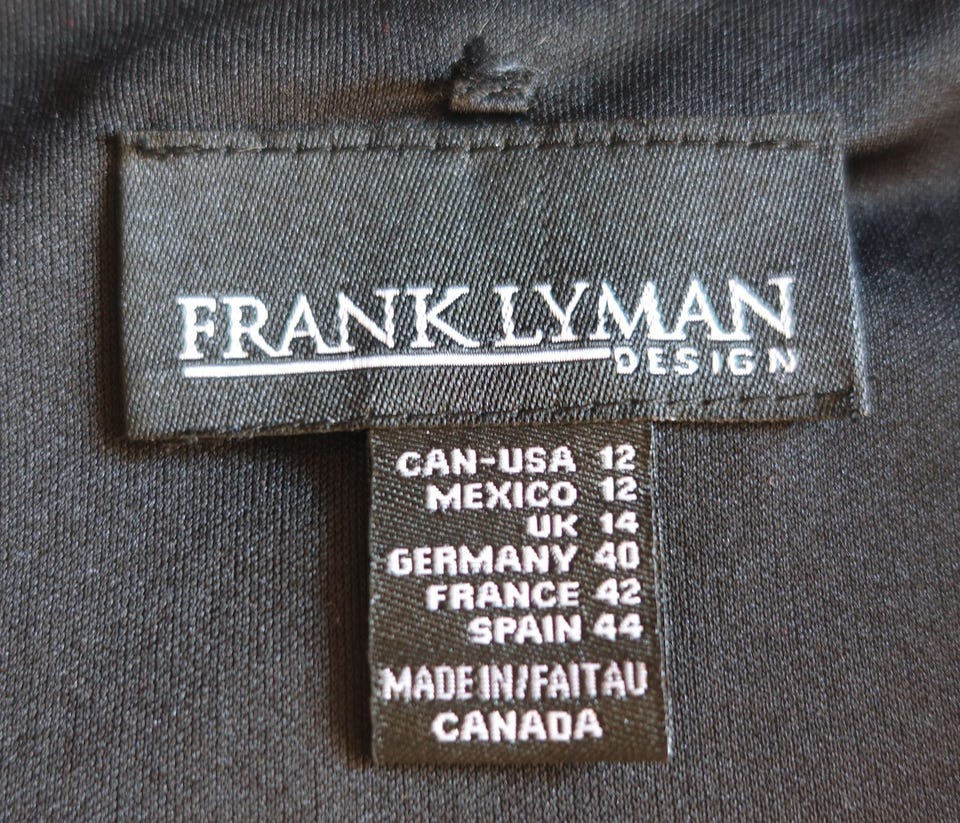 FRANK LYMAN
DESIGN
CAN-USA 12
MEXICO 12
UK 14
GERMANY 40
FRANCE 42
SPAIN 44
MADE IN/FAIT AU
CANADA